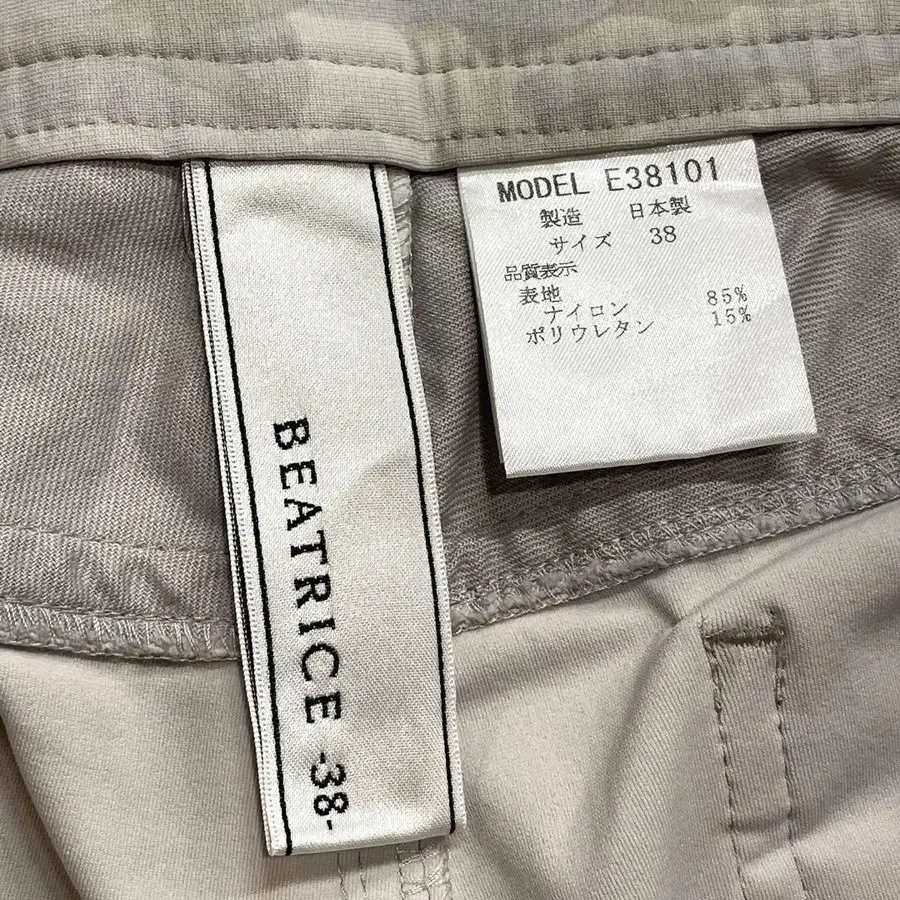 BEATRICE -38-
MODEL E38101
製造 日本製
サイズ 38
品質表示
表地
ナイロン 85%
ポリウレタン 15%